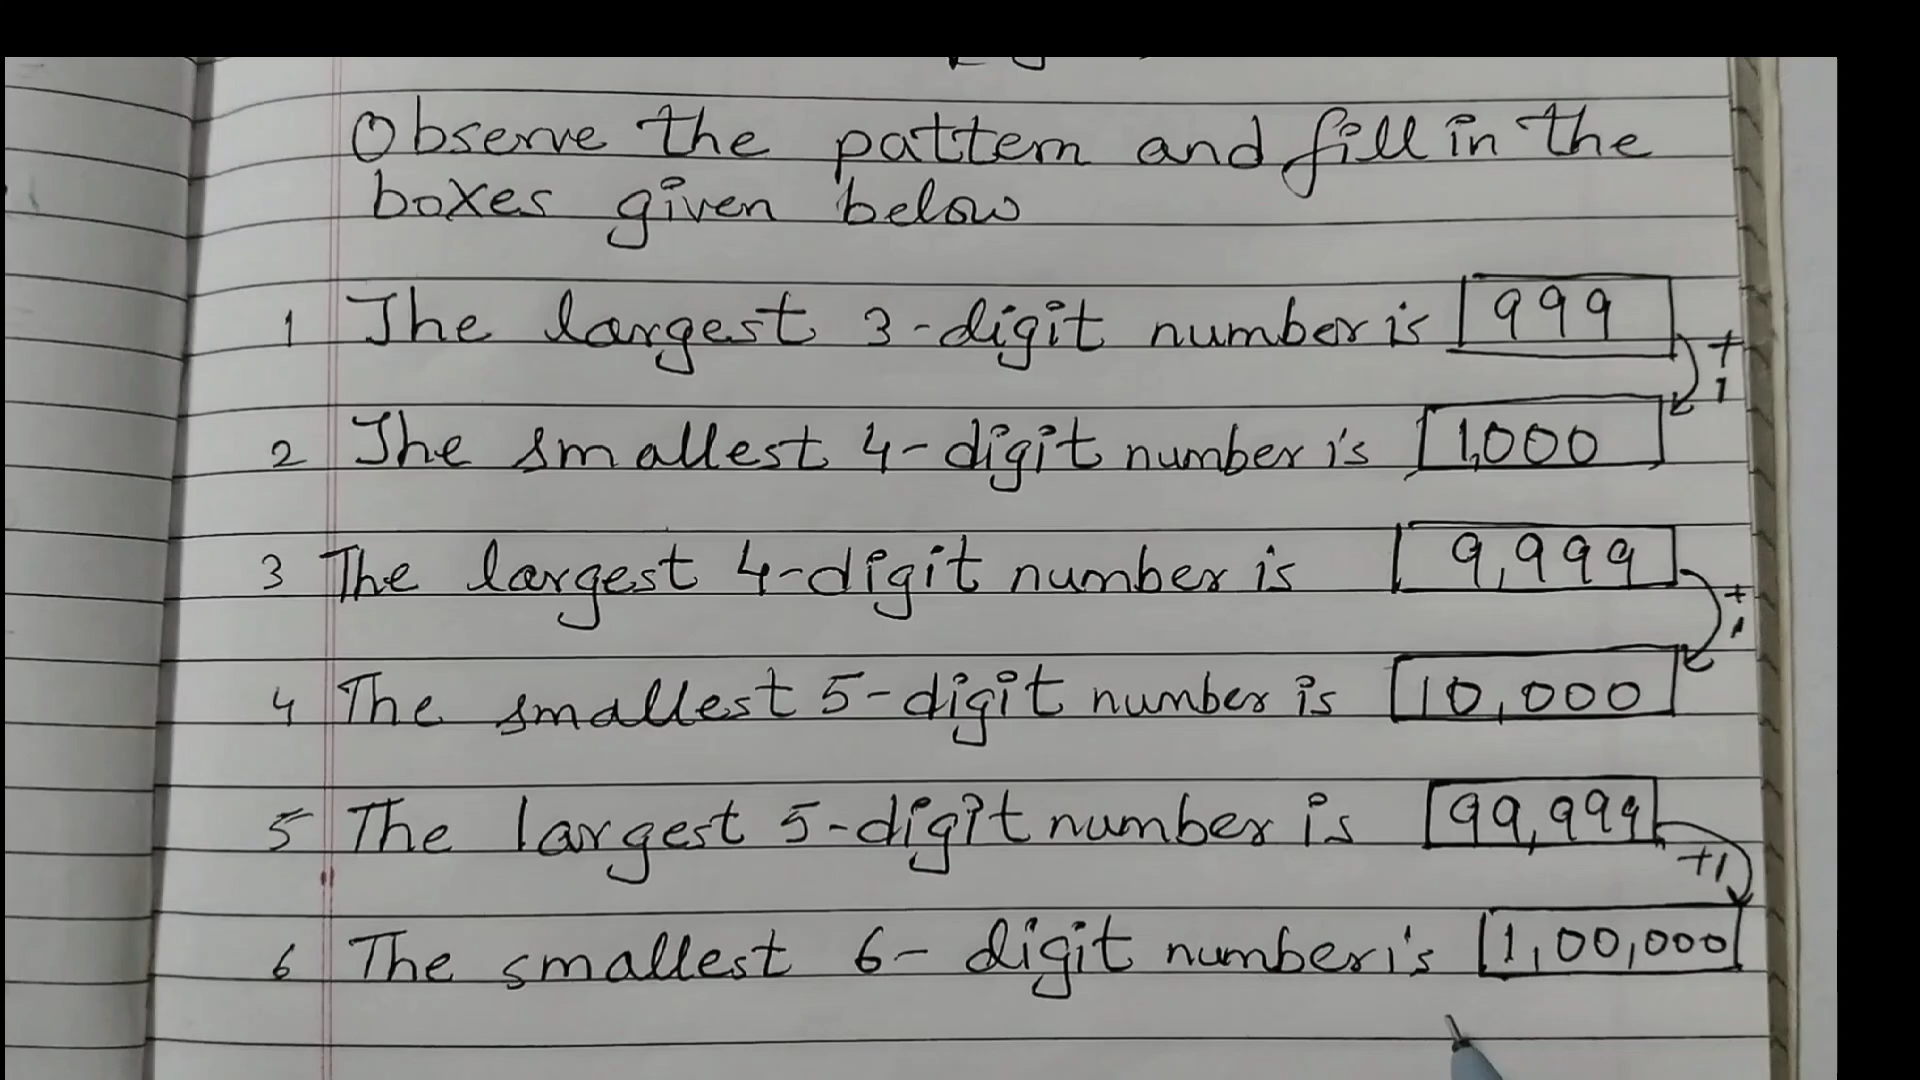 Observe the pattern and fill in the
boxes given below
1 The largest 3-digit number is 999
+
1
2 The smallest 4-digit number is 1,000
3 The largest 4-digit number is 9,999
+
1
4 The smallest 5-digit number is 10,000
5 The largest 5-digit number is 99,999
+1
6 The smallest 6-digit number is 1,00,000